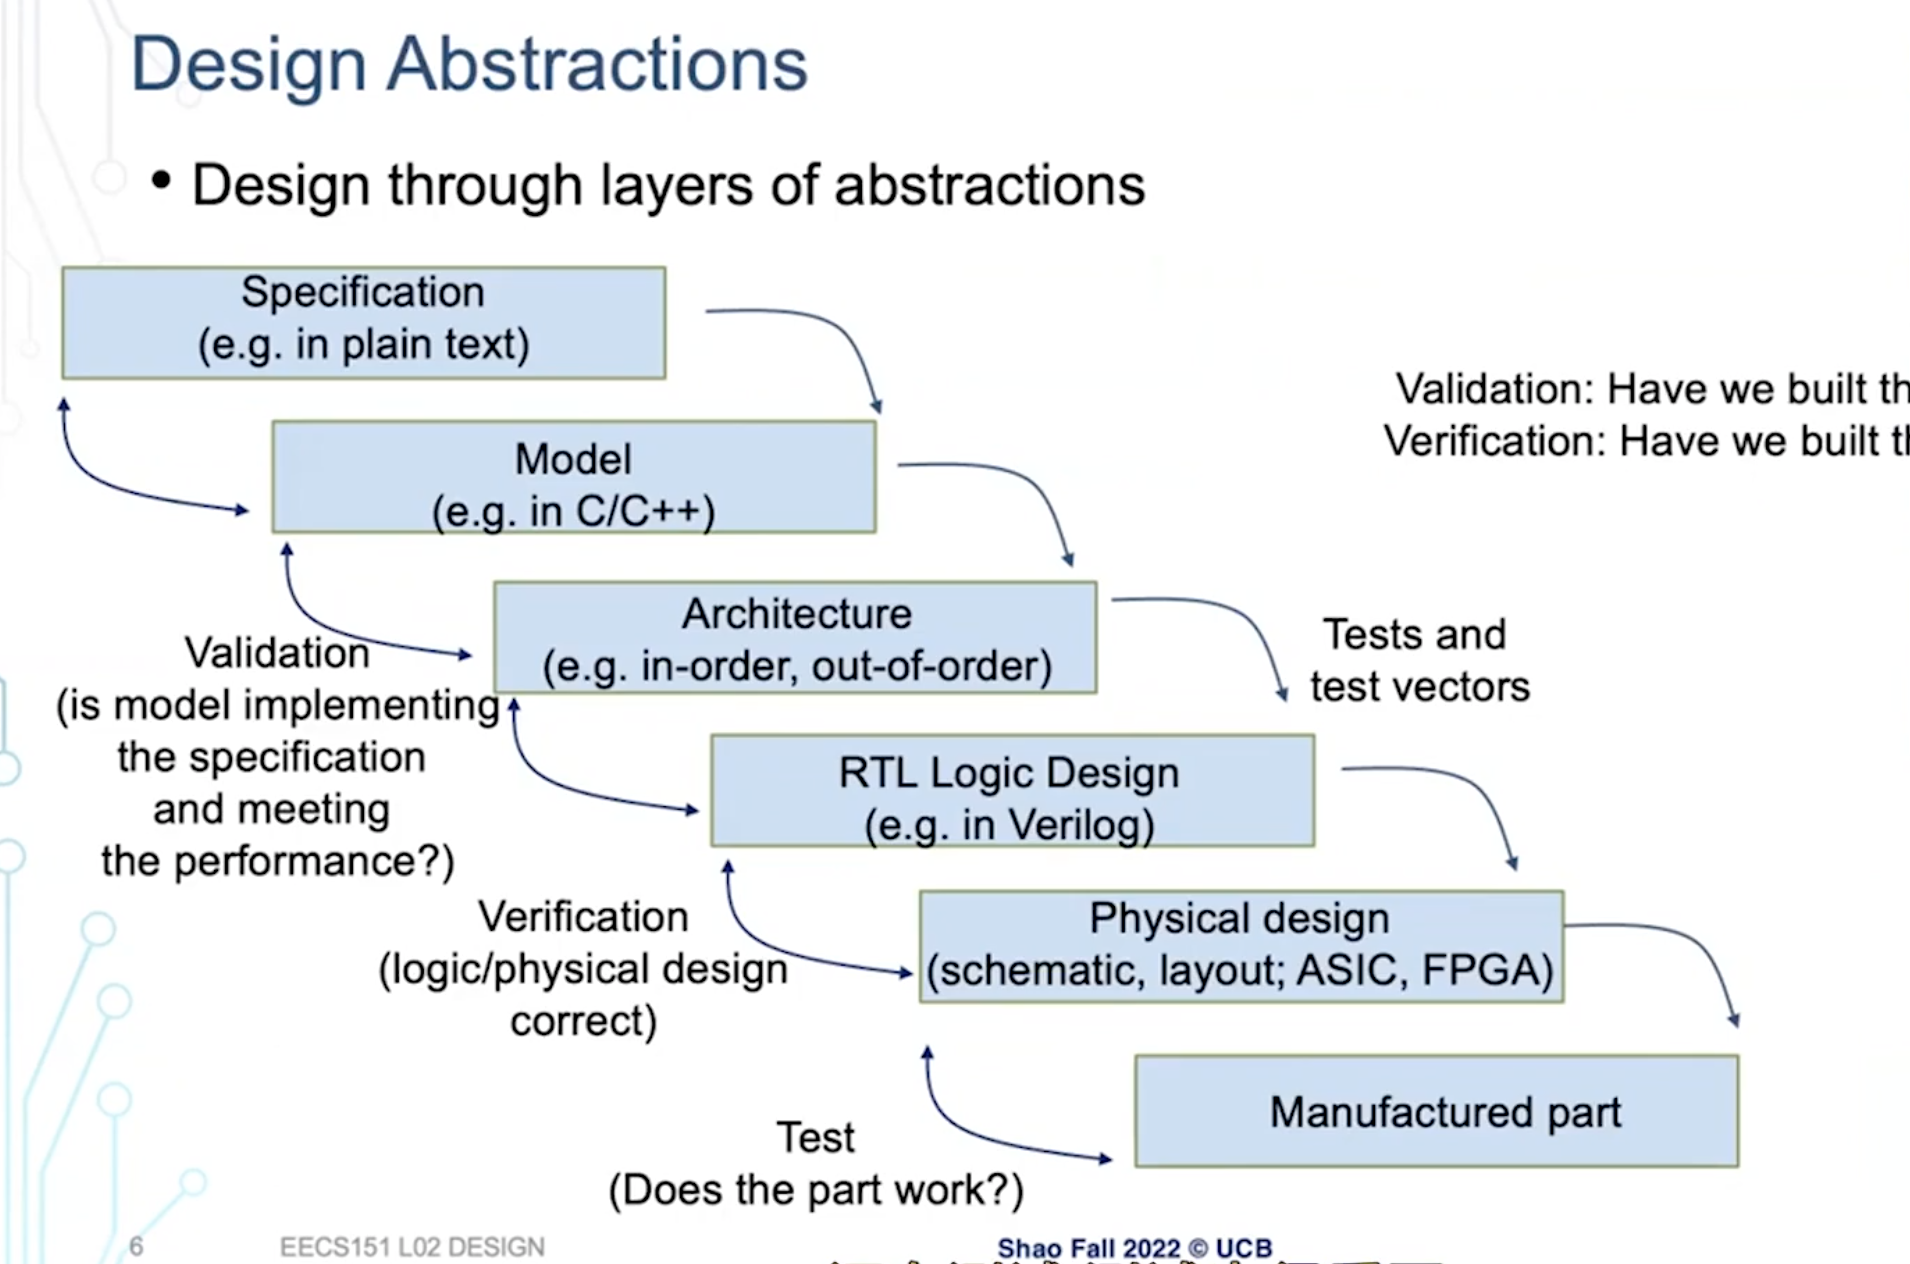 Design Abstractions
• Design through layers of abstractions
Specification
(e.g. in plain text)
Validation: Have we built th
Verification: Have we built th
Model
(e.g. in C/C++)
Architecture
(e.g. in-order, out-of-order)
Tests and
test vectors
Validation
(is model implementing
the specification
and meeting
the performance?)
RTL Logic Design
(e.g. in Verilog)
Verification
(logic/physical design
correct)
Physical design
(schematic, layout; ASIC, FPGA)
Manufactured part
Test
(Does the part work?)
6
EECS151 L02 DESIGN
Shao Fall 2022 © UCB